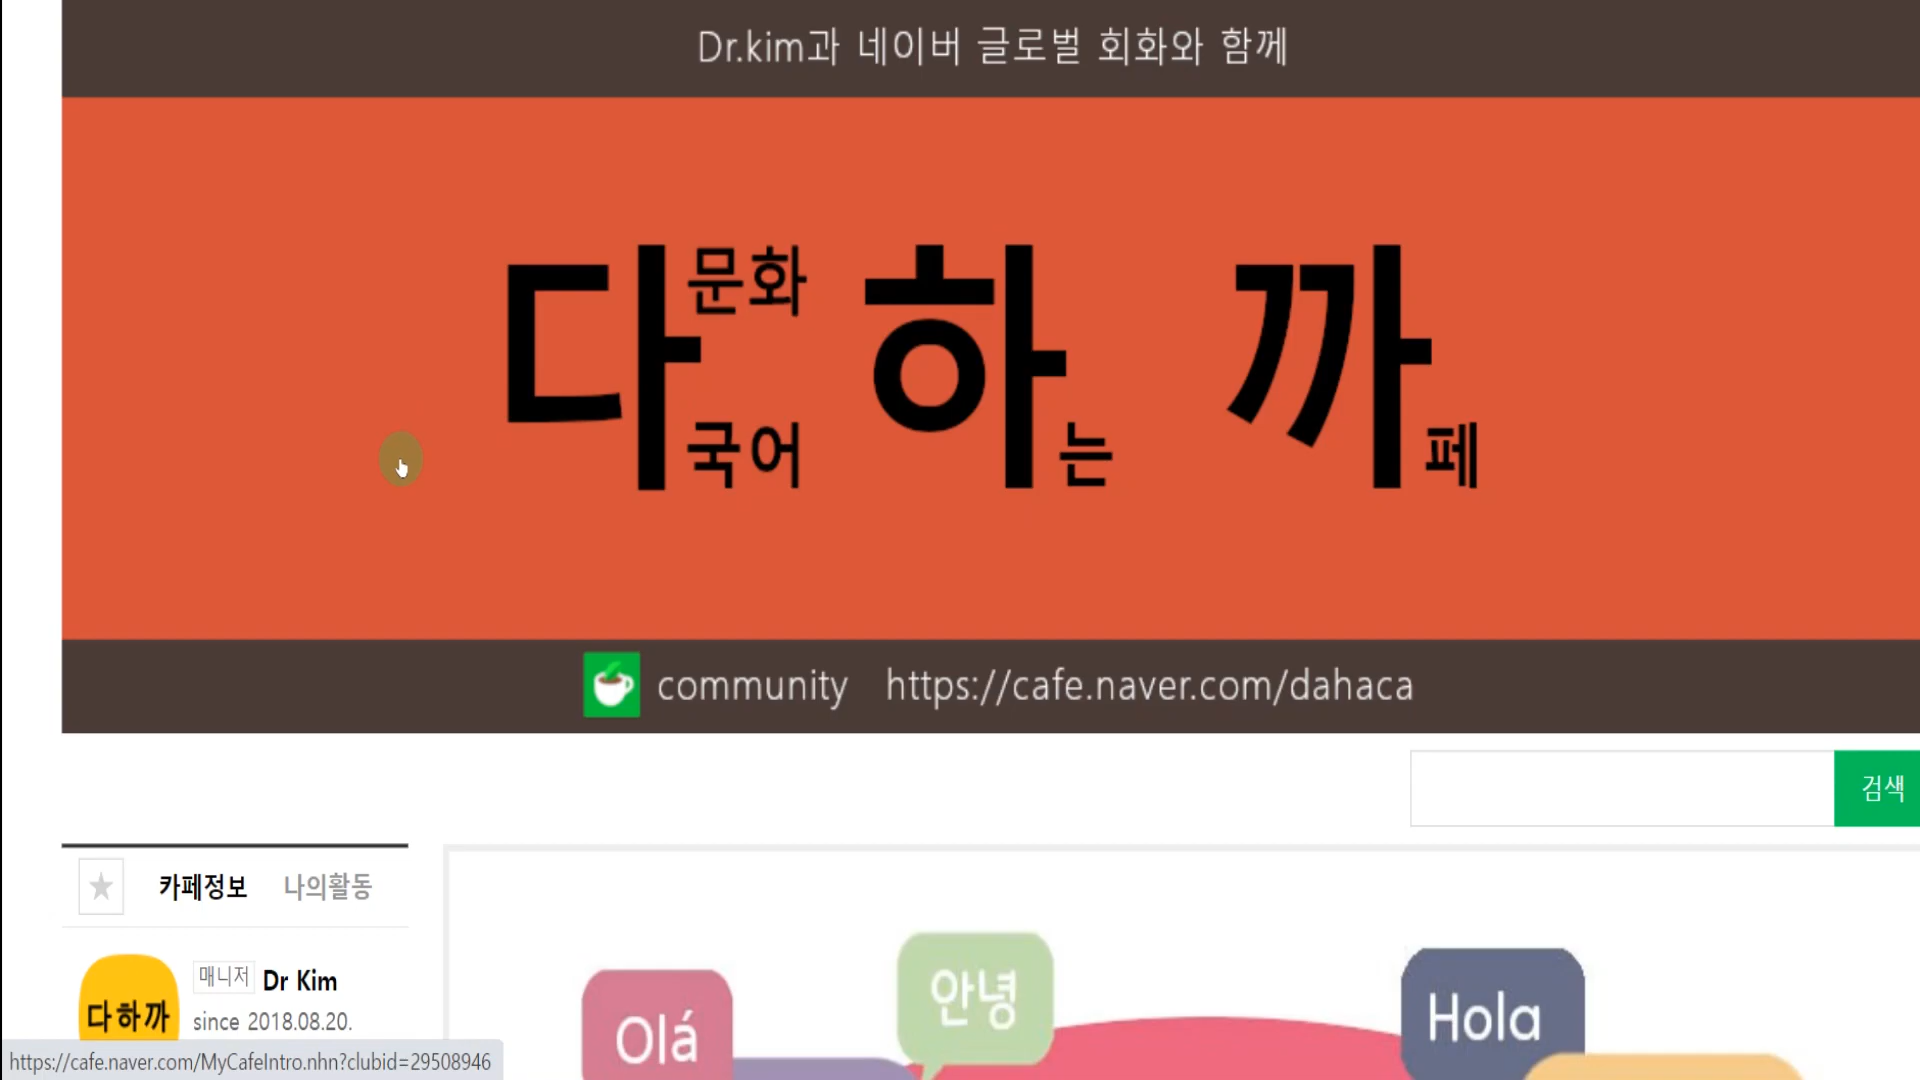 Dr.kim과 네이버 글로벌 회화와 함께
다문화 하 까
국어 는 페
community https://cafe.naver.com/dahaca
검색
카페정보 나의활동
다하까
매니저 Dr Kim
since 2018.08.20.
Olá
안녕
Hola
https://cafe.naver.com/MyCafeIntro.nhn?clubid=29508946